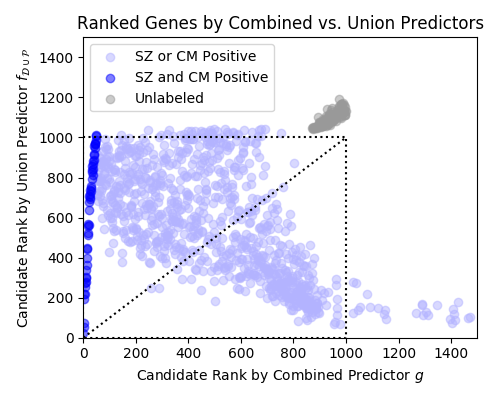 Ranked Genes by Combined vs. Union Predictors
SZ or CM Positive
SZ and CM Positive
Unlabeled
Candidate Rank by Union Predictor f_{𝒟∪𝒫}
1400
1200
1000
800
600
400
200
0
0 200 400 600 800 1000 1200 1400
Candidate Rank by Combined Predictor g